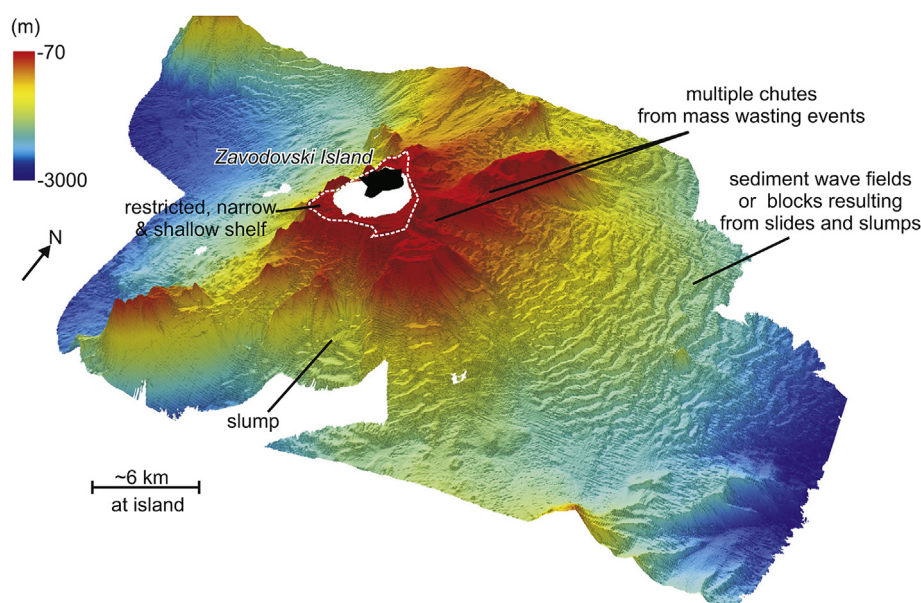 (m)
-70
-3000
multiple chutes
from mass wasting events
Zavodovski Island
sediment wave fields
or blocks resulting
from slides and slumps
restricted, narrow
& shallow shelf
N
slump
~6 km
at island